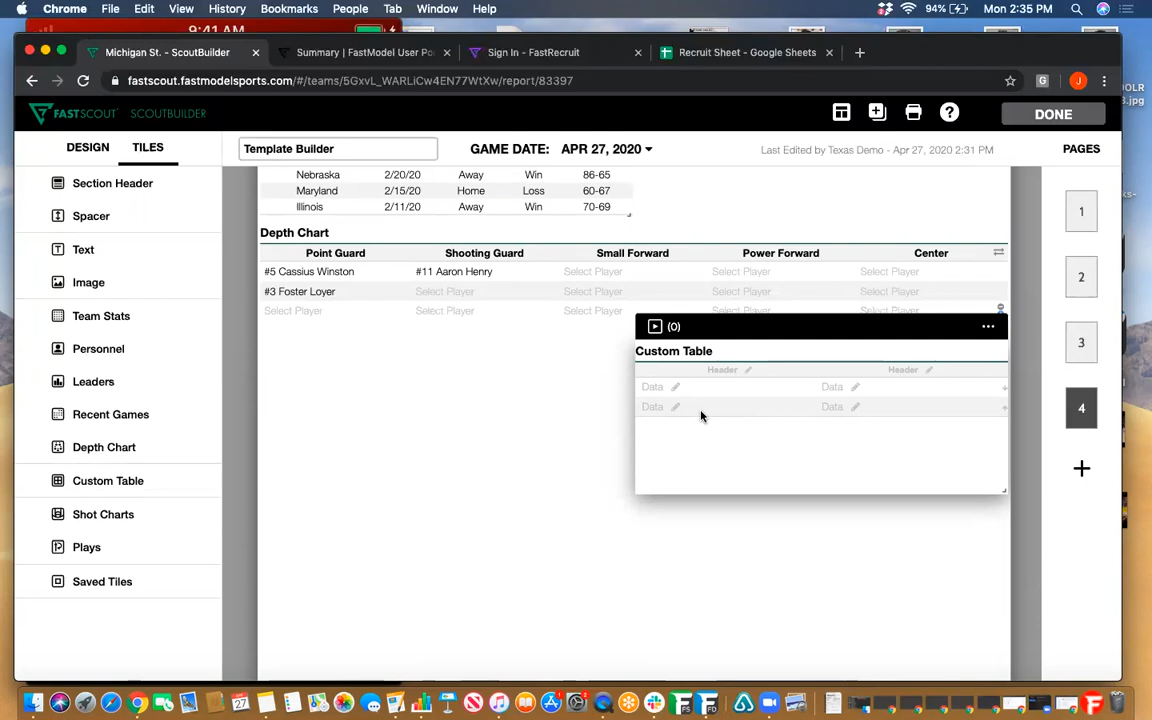 Chrome File Edit View History Bookmarks People Tab Window Help 94% Mon 2:35 PM
9:41 AM
Michigan St. - ScoutBuilder Summary | FastModel User Po Sign In - FastRecruit Recruit Sheet - Google Sheets
fastscout.fastmodelsports.com/#/teams/5GxvL_WARLiCw4EN77WtXw/report/83397
G J
FASTSCOUT SCOUTBUILDER
DONE
DESIGN TILES
Template Builder GAME DATE: APR 27, 2020 Last Edited by Texas Demo - Apr 27, 2020 2:31 PM PAGES
Section Header
Spacer
Text
Image
Team Stats
Personnel
Leaders
Recent Games
Depth Chart
Custom Table
Shot Charts
Plays
Saved Tiles
Nebraska 2/20/20 Away Win 86-65
Maryland 2/15/20 Home Loss 60-67
Illinois 2/11/20 Away Win 70-69
Depth Chart
Point Guard Shooting Guard Small Forward Power Forward Center
#5 Cassius Winston #11 Aaron Henry Select Player Select Player Select Player
#3 Foster Loyer Select Player Select Player Select Player Select Player
Select Player Select Player Select Player Select Player Select Player
(0) ...
Custom Table
Header Header
Data Data
Data Data
1
2
3
4
+
27